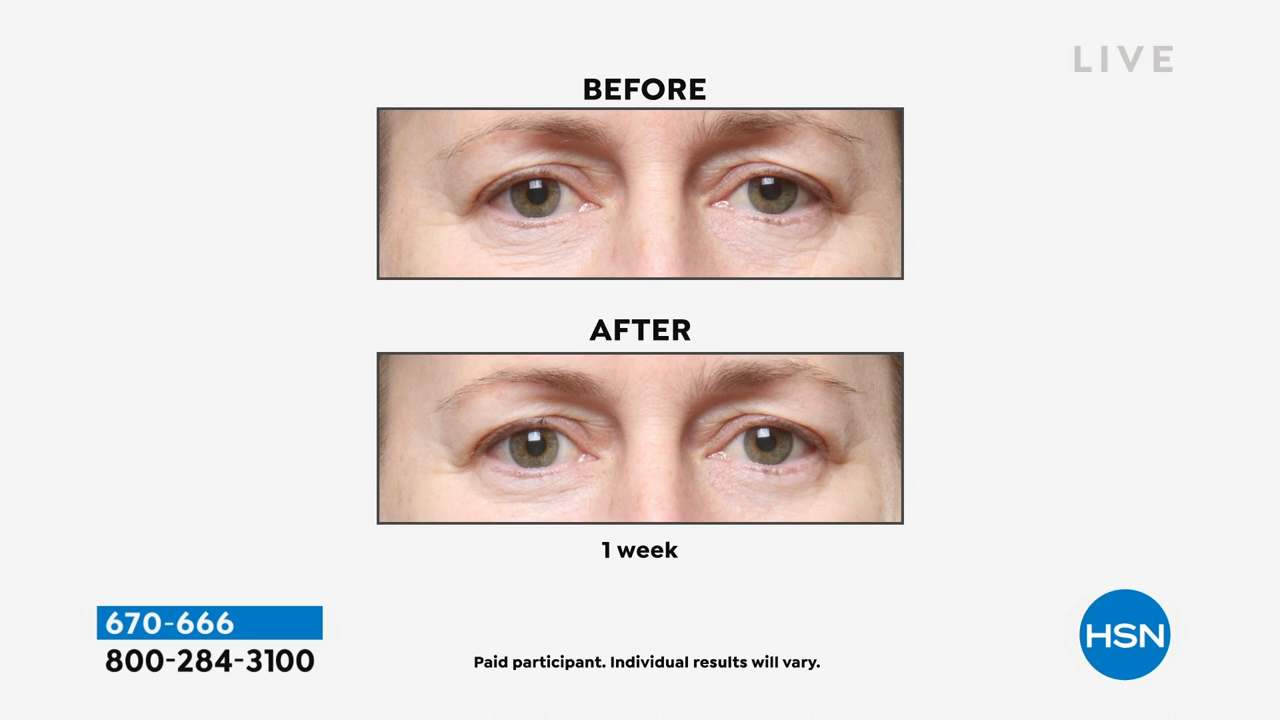 LIVE
BEFORE
AFTER
1 week
670-666
800-284-3100
Paid participant. Individual results will vary.
HSN